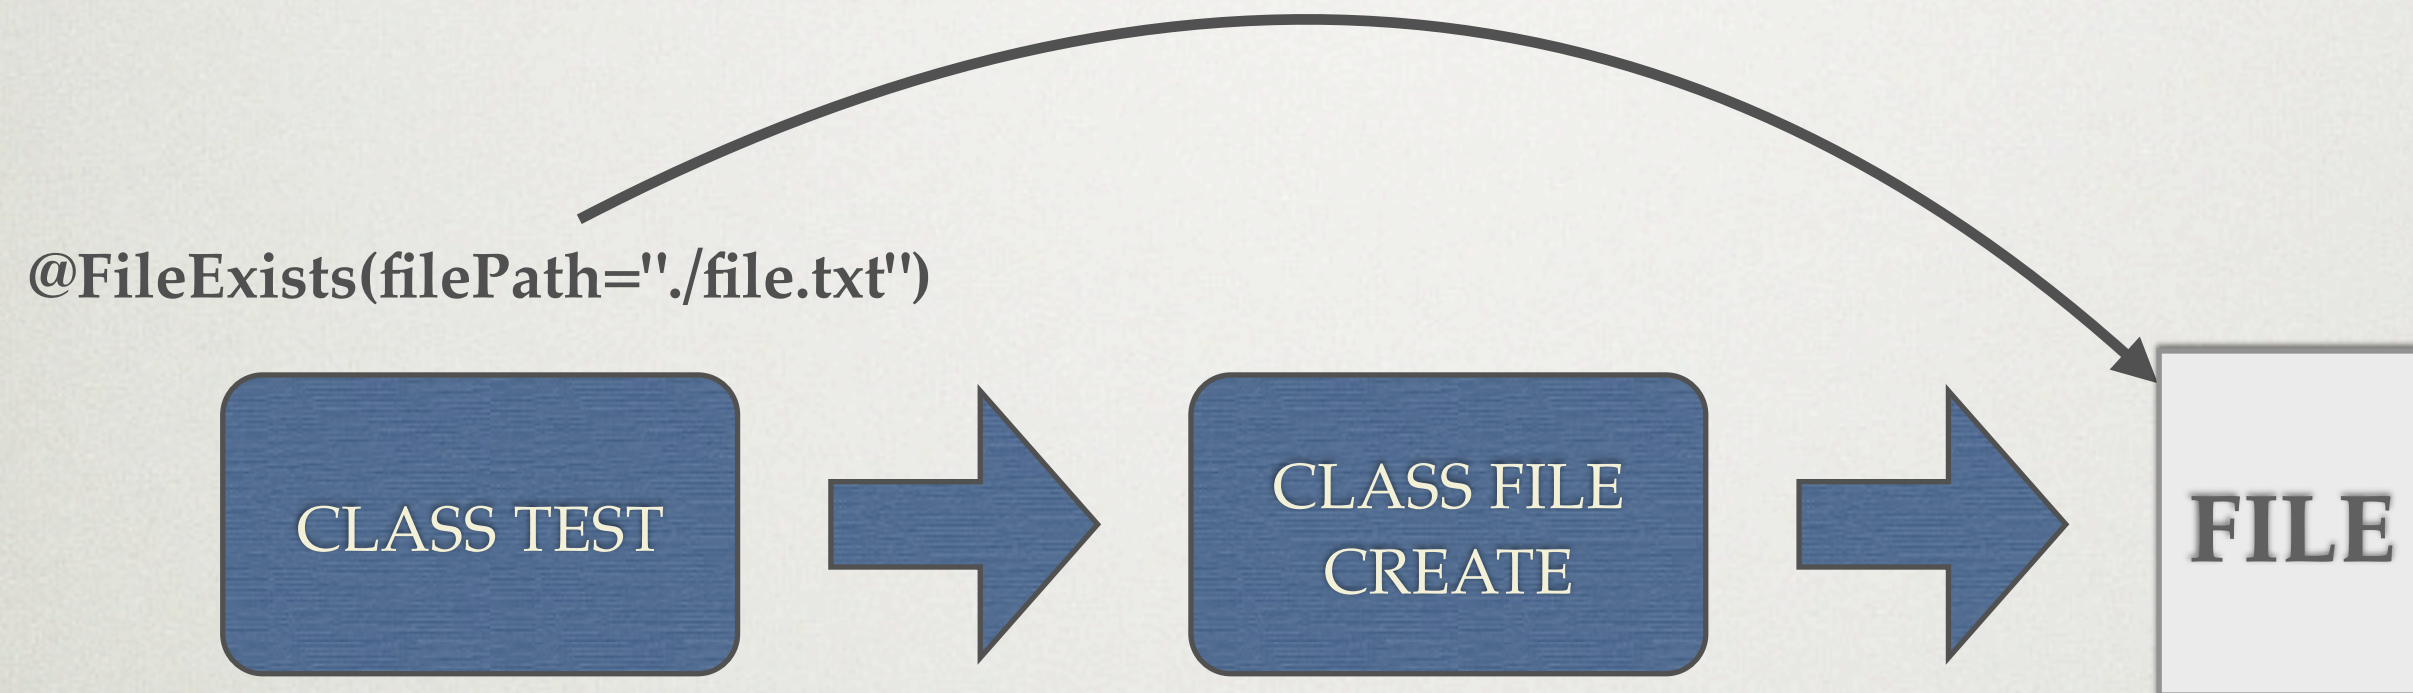 @FileExists(filePath="./file.txt")
CLASS TEST
CLASS FILE
CREATE
FILE